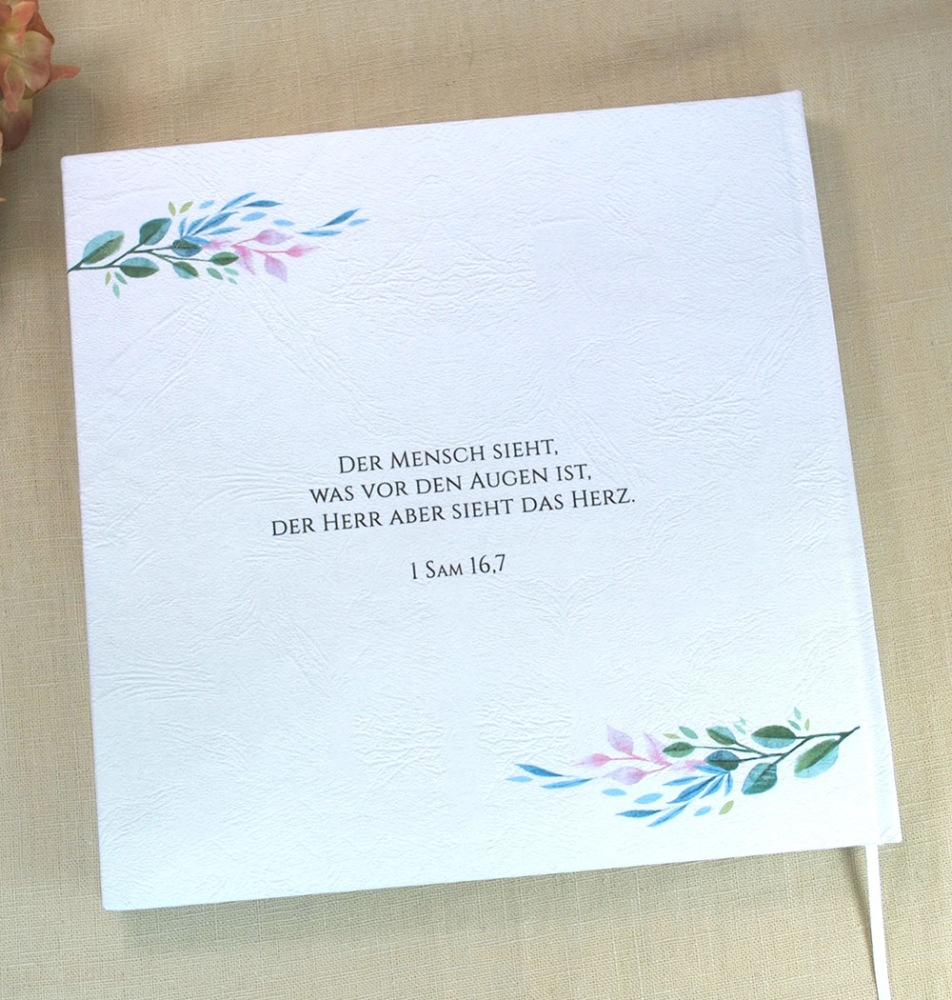 Der Mensch sieht,
was vor den Augen ist,
der Herr aber sieht das Herz.
1 Sam 16,7